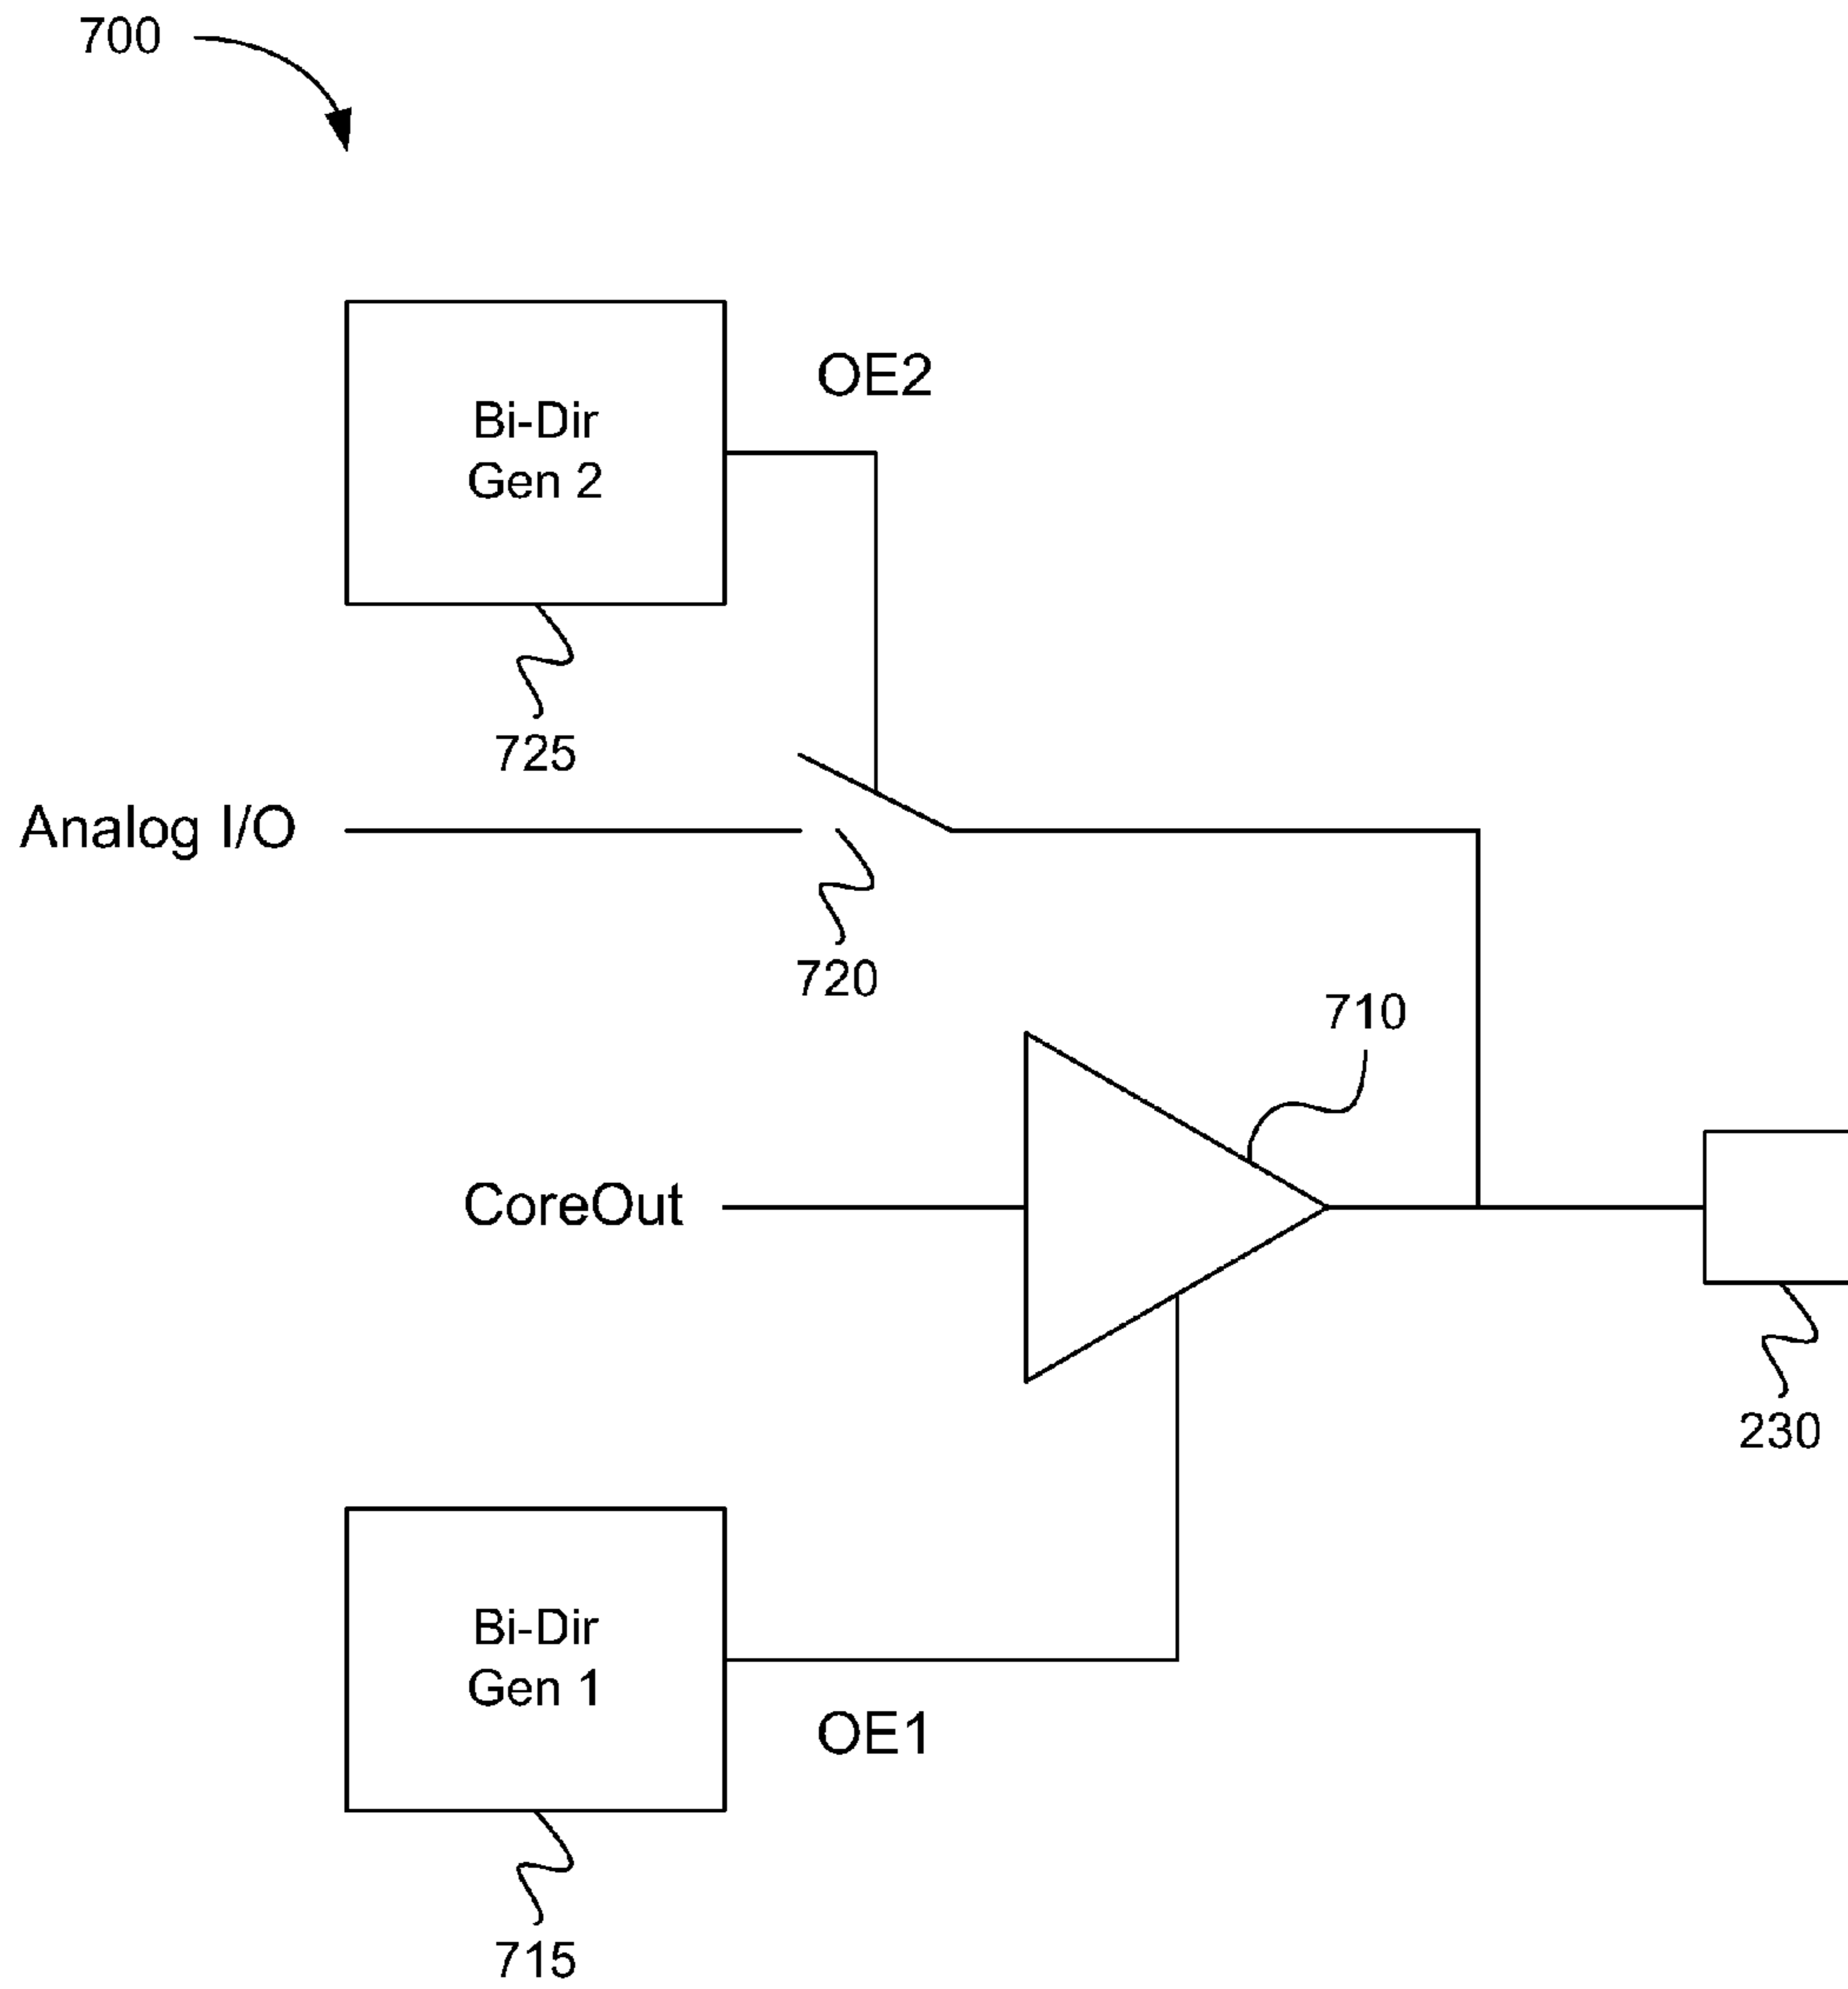 700
Bi-Dir
Gen 2
OE2
725
Analog I/O
720
710
CoreOut
230
Bi-Dir
Gen 1
OE1
715